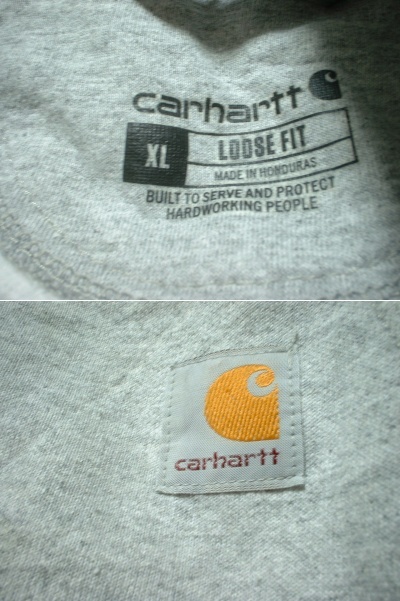 carhartt
XL LOOSE FIT
MADE IN HONDURAS
BUILT TO SERVE AND PROTECT
HARDWORKING PEOPLE
carhartt